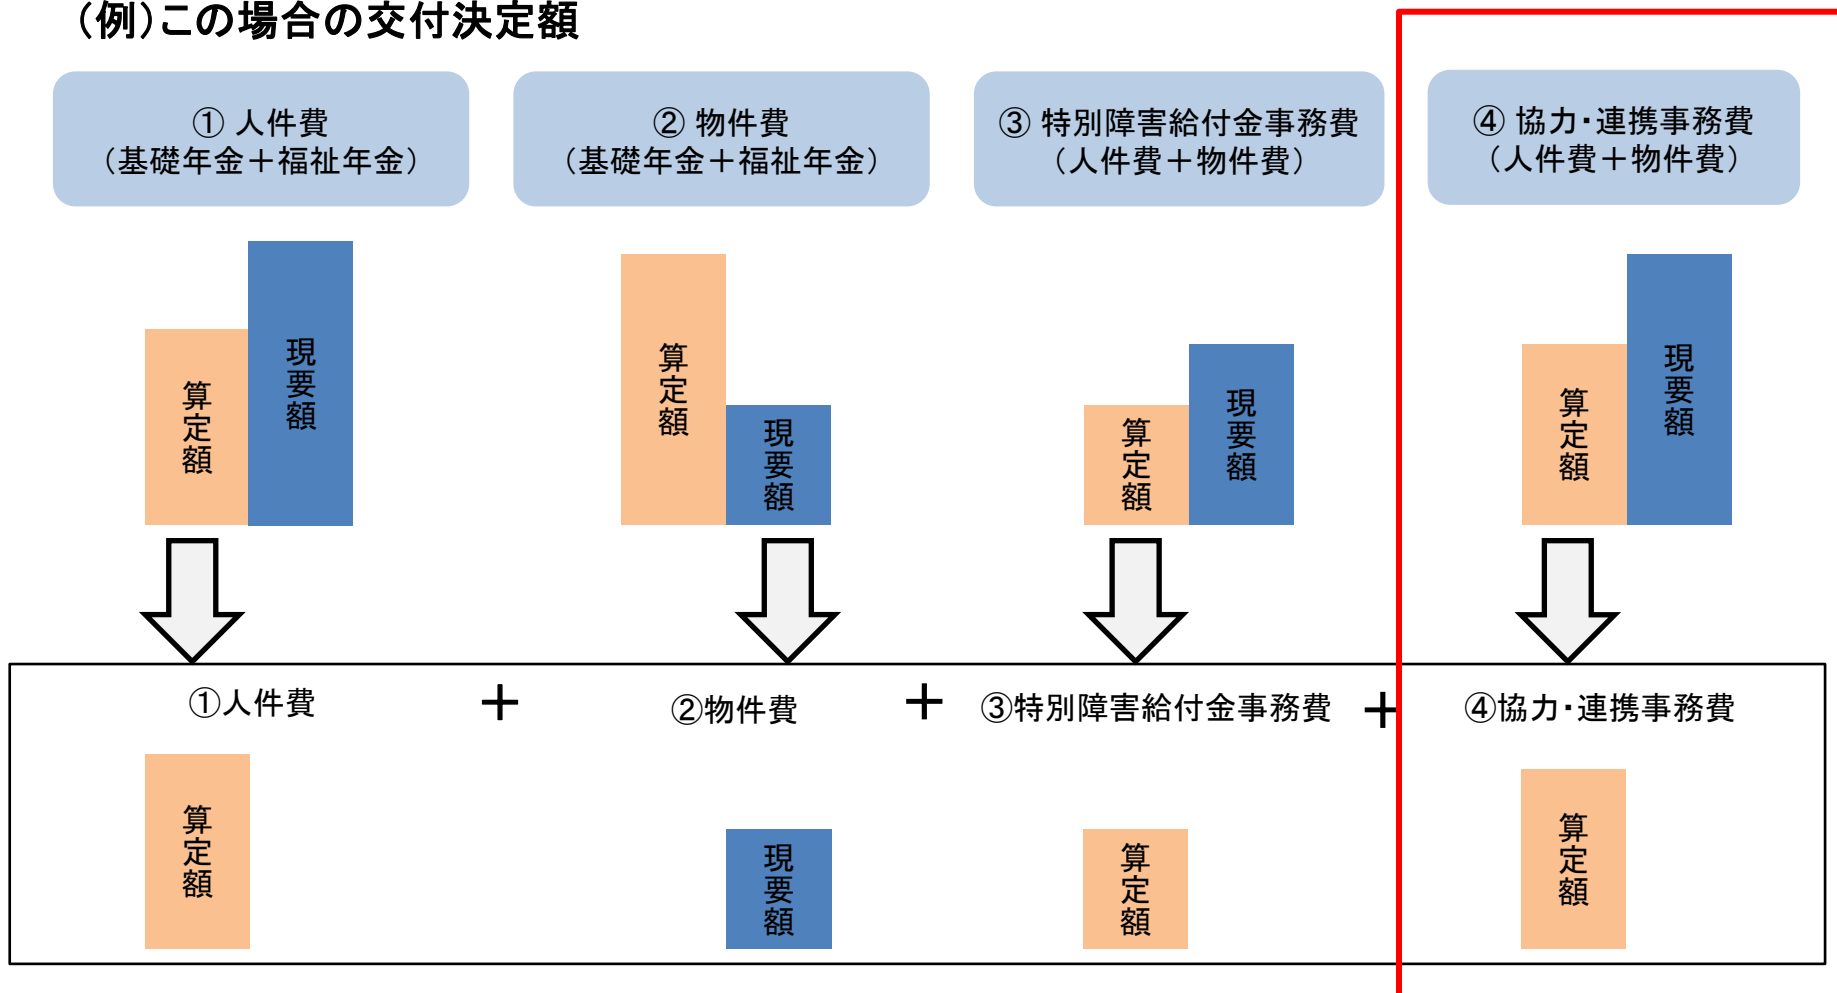 （例）この場合の交付決定額
① 人件費
（基礎年金＋福祉年金）
② 物件費
（基礎年金＋福祉年金）
③ 特別障害給付金事務費
（人件費＋物件費）
④ 協力・連携事務費
（人件費＋物件費）
算定額
現要額
算定額
現要額
算定額
現要額
算定額
現要額
①人件費
＋
②物件費
＋
③特別障害給付金事務費
＋
④協力・連携事務費
算定額
現要額
算定額
算定額